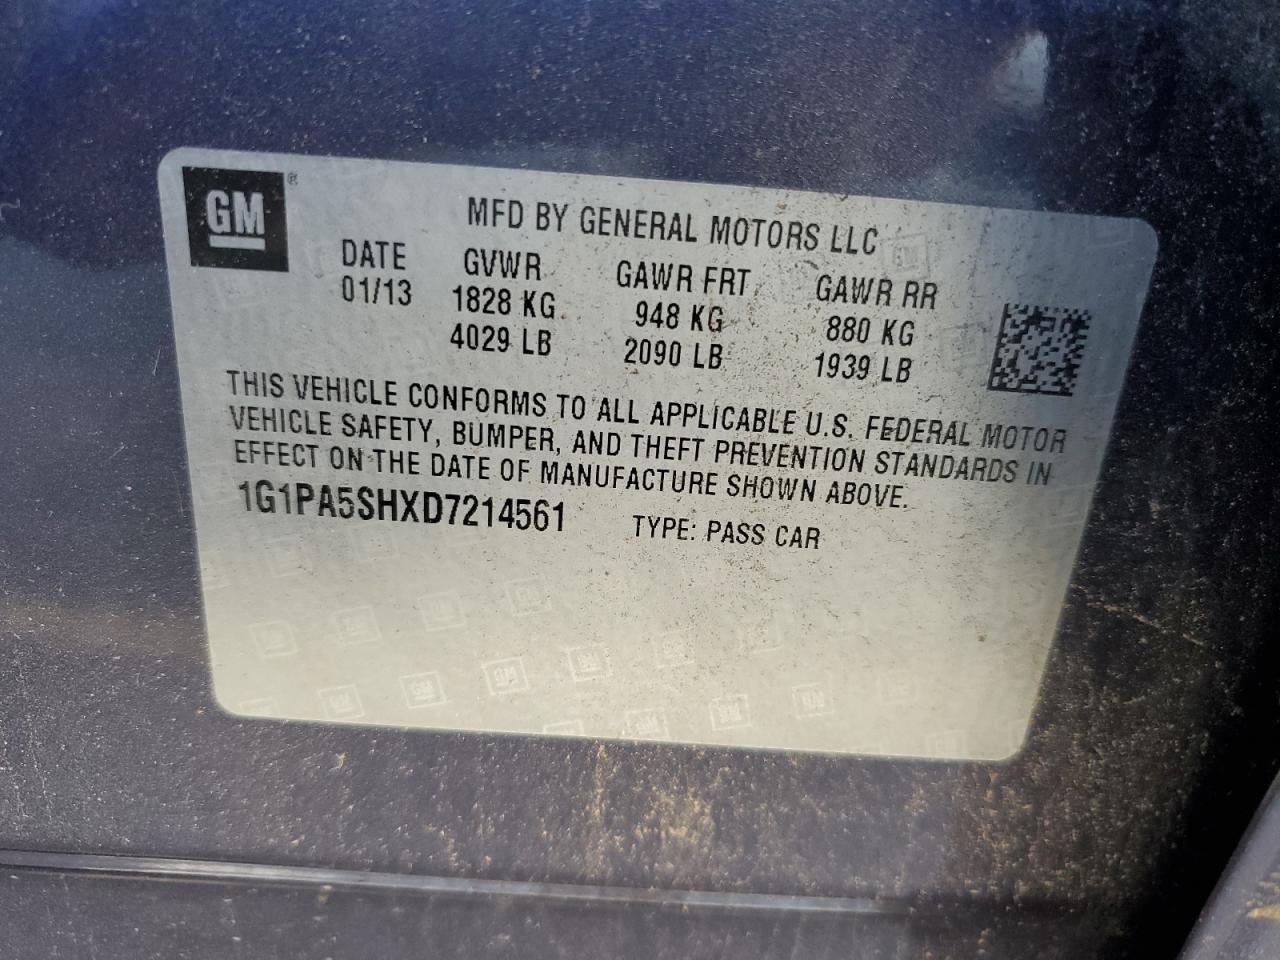 GM®
MFD BY GENERAL MOTORS LLC
DATE GVWR GAWR FRT GAWR RR
01/13 1828 KG 948 KG 880 KG
4029 LB 2090 LB 1939 LB
THIS VEHICLE CONFORMS TO ALL APPLICABLE U.S. FEDERAL MOTOR
VEHICLE SAFETY, BUMPER, AND THEFT PREVENTION STANDARDS IN
EFFECT ON THE DATE OF MANUFACTURE SHOWN ABOVE.
1G1PA5SHXD7214561 TYPE: PASS CAR